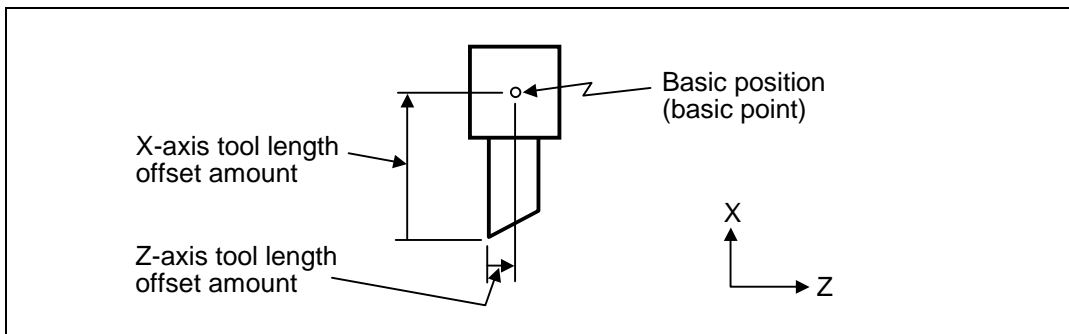 Basic position
(basic point)
X-axis tool length
offset amount
Z-axis tool length
offset amount
X
Z